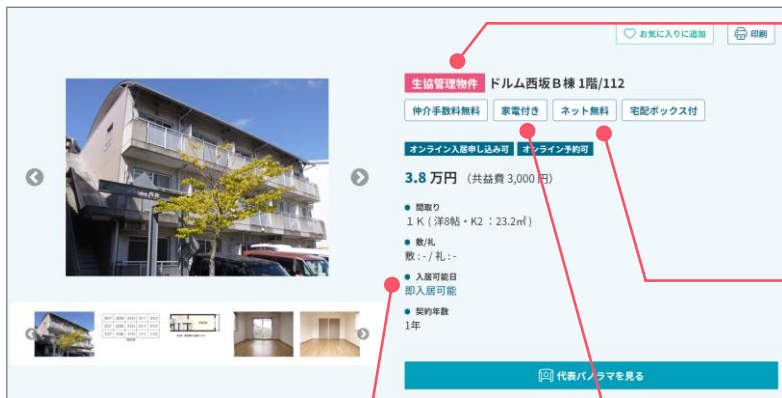 お気に入りに追加
印刷
生協管理物件 ドルム西坂Ｂ棟 1階/112
仲介手数料無料 家電付き ネット無料 宅配ボックス付
オンライン入居申し込み可 オンライン予約可
3.8 万円 （共益費 3,000 円）
間取り
１Ｋ ( 洋8帖・K2 ：23.2㎡ )
敷/礼
敷 : - / 礼 : -
入居可能日
即入居可能
契約年数
1年
代表パノラマを見る